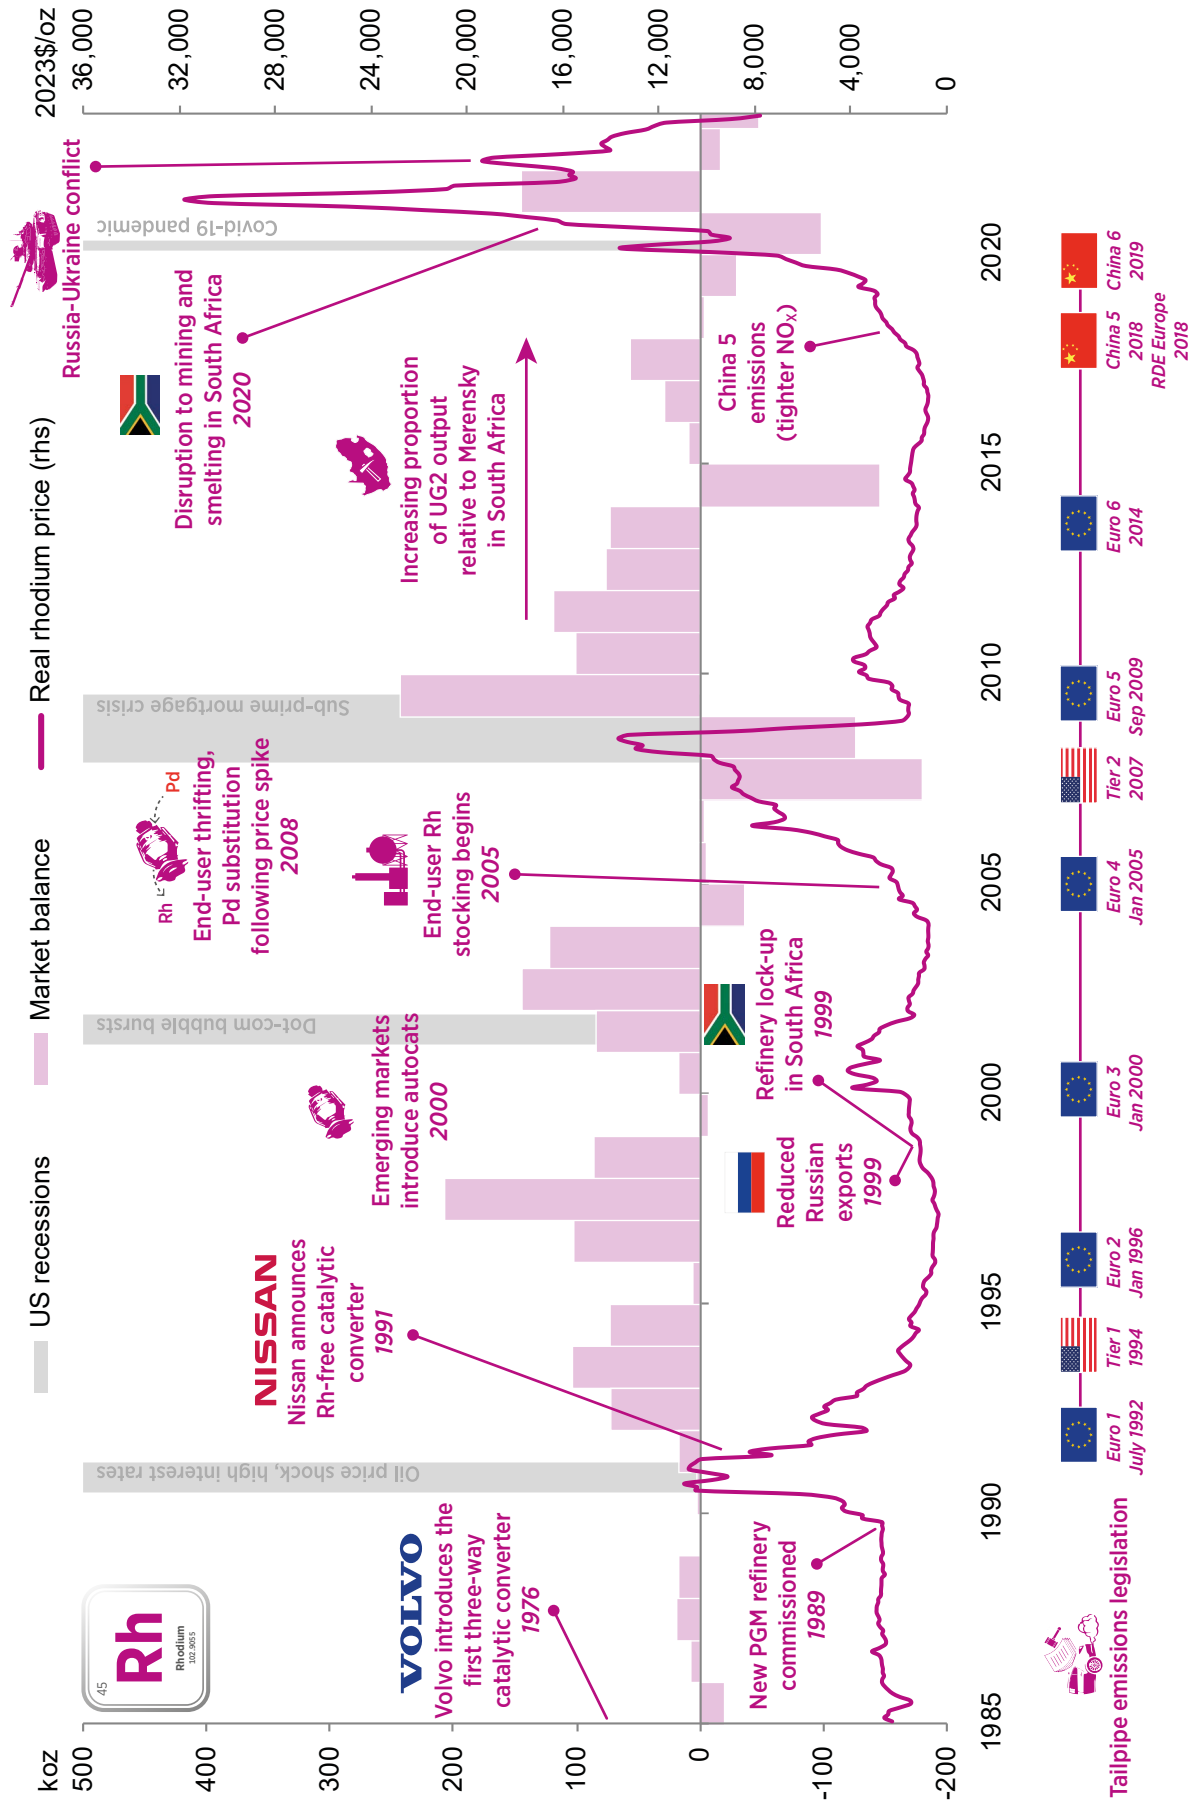 koz
US recessions
Market balance
Real rhodium price (rhs)
2023$/oz
500
400
300
200
100
0
-100
-200
36,000
32,000
28,000
24,000
20,000
16,000
12,000
8,000
4,000
0
45
Rh
Rhodium
102.9055
VOLVO
Volvo introduces the
first three-way
catalytic converter
1976
New PGM refinery
commissioned
1989
Oil price shock, high interest rates
NISSAN
Nissan announces
Rh-free catalytic
converter
1991
Emerging markets
introduce autocats
2000
Reduced
Russian
exports
1999
Refinery lock-up
in South Africa
1999
Dot-com bubble bursts
End-user Rh
stocking begins
2005
Rh
Pd
End-user thrifting,
Pd substitution
following price spike
2008
Sub-prime mortgage crisis
Increasing proportion
of UG2 output
relative to Merensky
in South Africa
Disruption to mining and
smelting in South Africa
2020
China 5
emissions
(tighter NOx)
Covid-19 pandemic
Russia-Ukraine conflict
1985
1990
1995
2000
2005
2010
2015
2020
Tailpipe emissions legislation
Euro 1
July 1992
Tier 1
1994
Euro 2
Jan 1996
Euro 3
Jan 2000
Euro 4
Jan 2005
Tier 2
2007
Euro 5
Sep 2009
Euro 6
2014
China 5
2018
RDE Europe
2018
China 6
2019